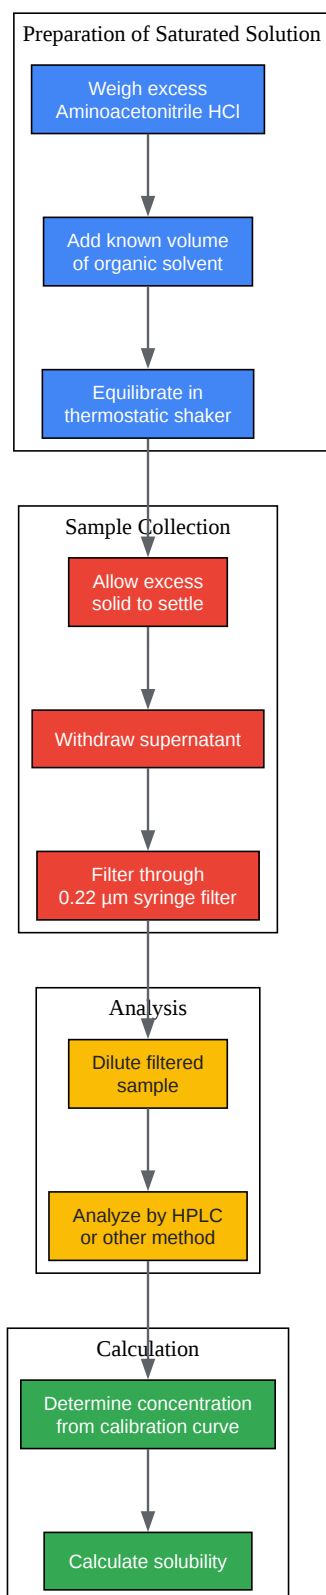 Preparation of Saturated Solution
Weigh excess
Aminoacetonitrile HCl
Add known volume
of organic solvent
Equilibrate in
thermostatic shaker
Sample Collection
Allow excess
solid to settle
Withdraw supernatant
Filter through
0.22 µm syringe filter
Analysis
Dilute filtered
sample
Analyze by HPLC
or other method
Calculation
Determine concentration
from calibration curve
Calculate solubility